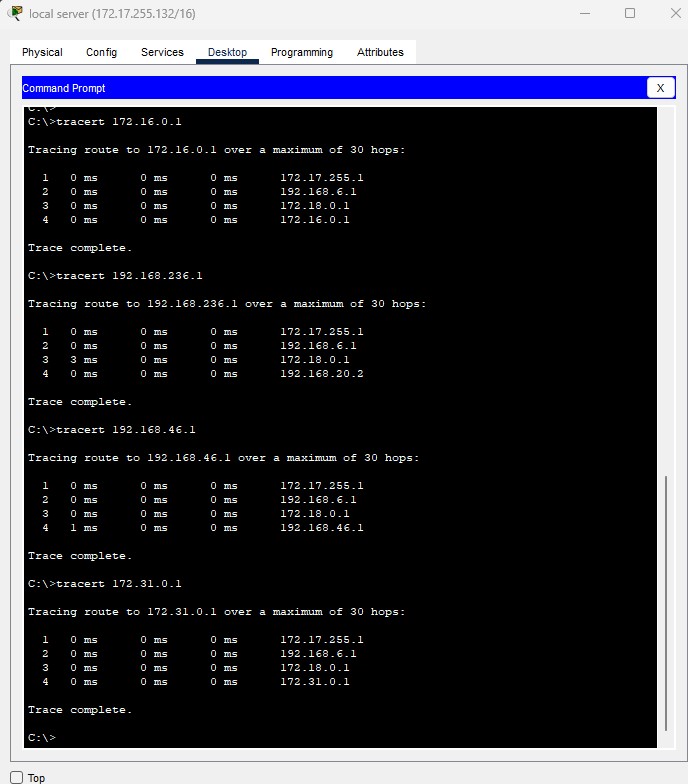 local server (172.17.255.132/16)
Physical Config Services Desktop Programming Attributes
Command Prompt X
C:\>
C:\>tracert 172.16.0.1
Tracing route to 172.16.0.1 over a maximum of 30 hops:
1 0 ms 0 ms 0 ms 172.17.255.1
2 0 ms 0 ms 0 ms 192.168.6.1
3 0 ms 0 ms 0 ms 172.18.0.1
4 0 ms 0 ms 0 ms 172.16.0.1
Trace complete.
C:\>tracert 192.168.236.1
Tracing route to 192.168.236.1 over a maximum of 30 hops:
1 0 ms 0 ms 0 ms 172.17.255.1
2 0 ms 0 ms 0 ms 192.168.6.1
3 3 ms 0 ms 0 ms 172.18.0.1
4 0 ms 0 ms 0 ms 192.168.20.2
Trace complete.
C:\>tracert 192.168.46.1
Tracing route to 192.168.46.1 over a maximum of 30 hops:
1 0 ms 0 ms 0 ms 172.17.255.1
2 0 ms 0 ms 0 ms 192.168.6.1
3 0 ms 0 ms 0 ms 172.18.0.1
4 1 ms 0 ms 0 ms 192.168.46.1
Trace complete.
C:\>tracert 172.31.0.1
Tracing route to 172.31.0.1 over a maximum of 30 hops:
1 0 ms 0 ms 0 ms 172.17.255.1
2 0 ms 0 ms 0 ms 192.168.6.1
3 0 ms 0 ms 0 ms 172.18.0.1
4 0 ms 0 ms 0 ms 172.31.0.1
Trace complete.
C:\>
Top